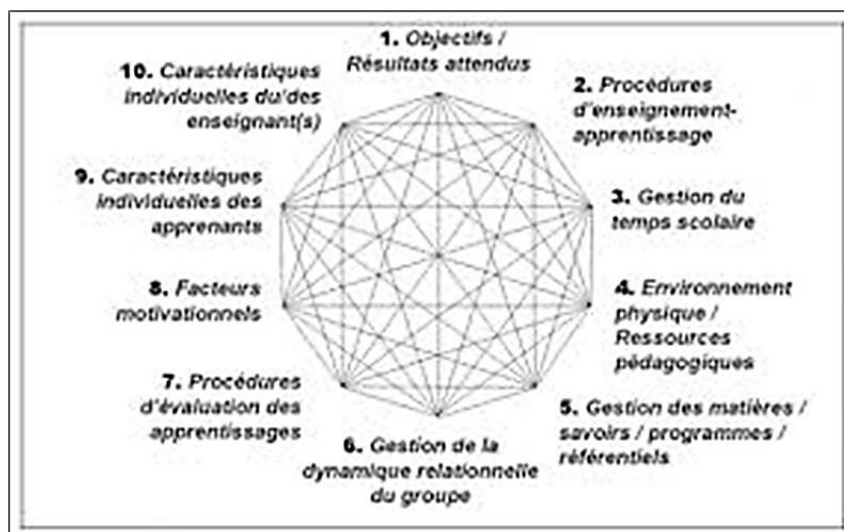 1. Objectifs /
Résultats attendus
2. Procédures
d'enseignement-
apprentissage
3. Gestion du
temps scolaire
4. Environnement
physique /
Ressources
pédagogiques
5. Gestion des matières /
savoirs / programmes /
référentiels
6. Gestion de la
dynamique relationnelle
du groupe
7. Procédures
d'évaluation des
apprentissages
8. Facteurs
motivationnels
9. Caractéristiques
individuelles des
apprenants
10. Caractéristiques
individuelles du/des
enseignant(s)